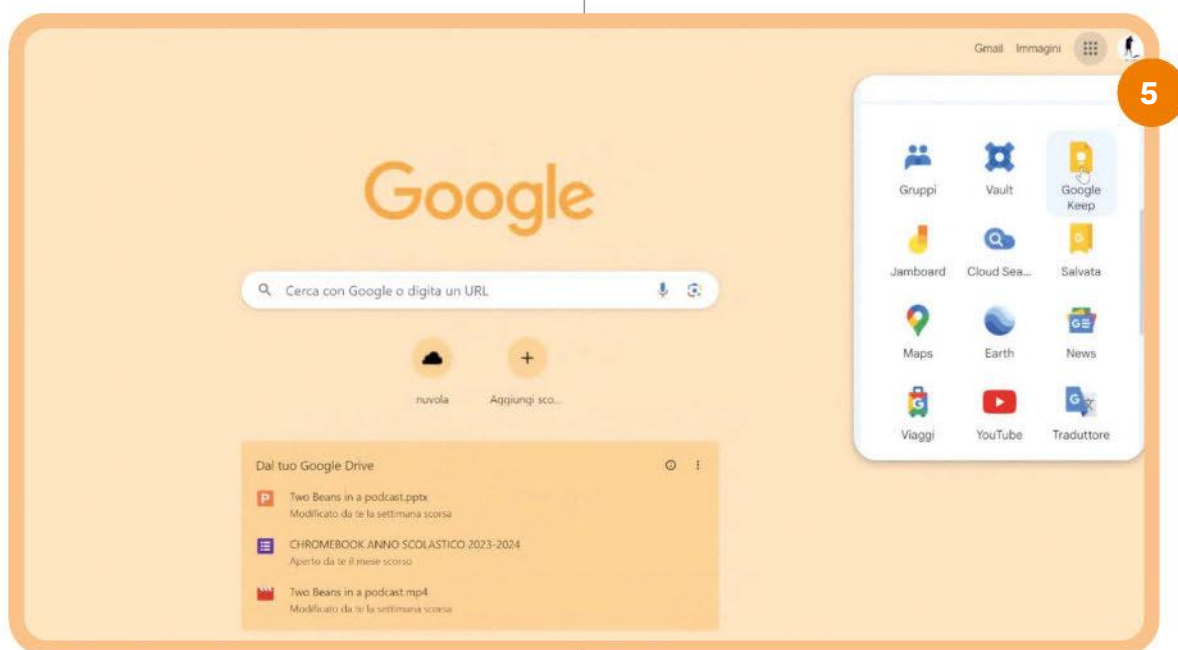 Gmail Immagini
5
Gruppi Vault Google Keep
Jamboard Cloud Sea... Salvata
Maps Earth News
Viaggi YouTube Traduttore
Google
Cerca con Google o digita un URL
nuvola Aggiungi sco...
Dal tuo Google Drive
Two Beans in a podcast.pptx
Modificato da te la settimana scorsa
CHROMEBOOK ANNO SCOLASTICO 2023-2024
Aperto da te il mese scorso
Two Beans in a podcast.mp4
Modificato da te la settimana scorsa